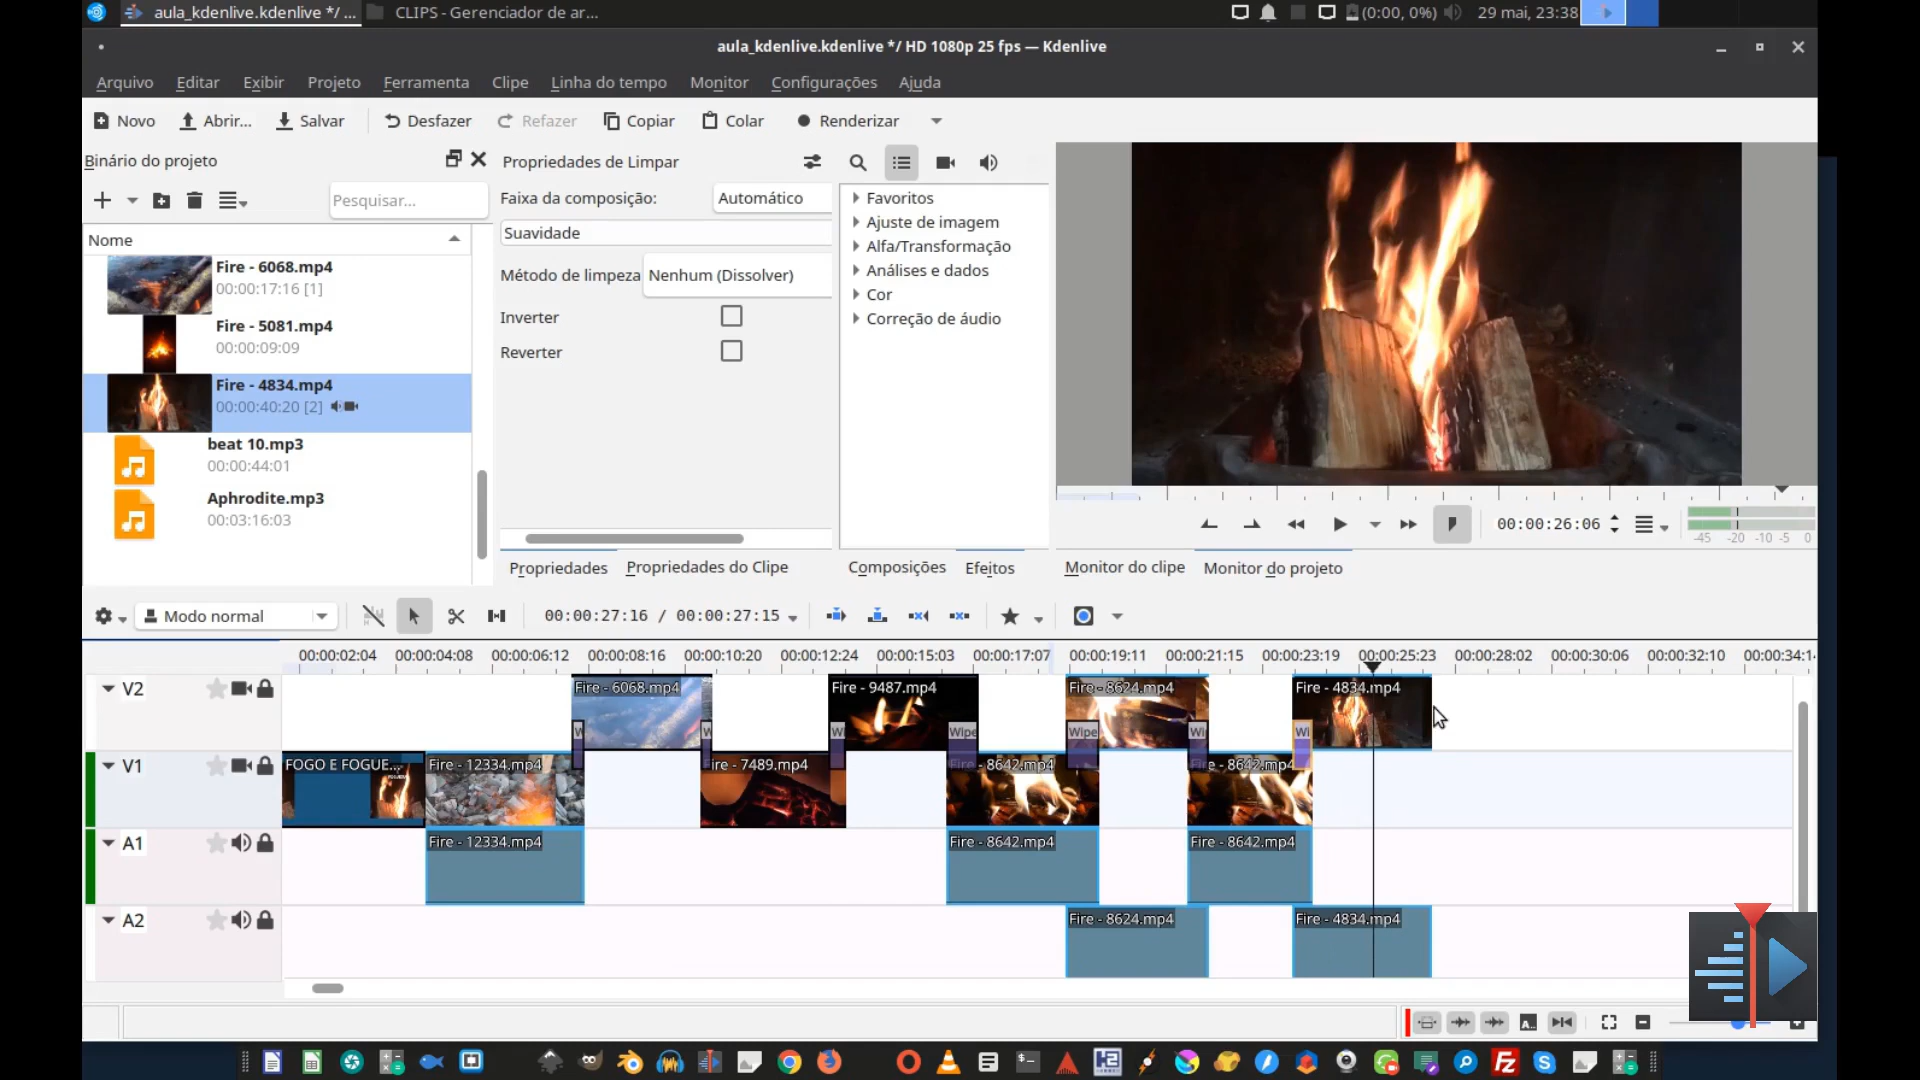 aula_kdenlive.kdenlive */ ...
CLIPS - Gerenciador de ar...
(0:00, 0%)
29 mai, 23:38
aula_kdenlive.kdenlive */ HD 1080p 25 fps — Kdenlive
Arquivo Editar Exibir Projeto Ferramenta Clipe Linha do tempo Monitor Configurações Ajuda
Novo Abrir... Salvar Desfazer Refazer Copiar Colar Renderizar
Binário do projeto
Pesquisar...
Nome
Fire - 6068.mp4
00:00:17:16 [1]
Fire - 5081.mp4
00:00:09:09
Fire - 4834.mp4
00:00:40:20 [2]
beat 10.mp3
00:00:44:01
Aphrodite.mp3
00:03:16:03
Propriedades de Limpar
Faixa da composição: Automático
Suavidade
Método de limpeza Nenhum (Dissolver)
Inverter
Reverter
Propriedades Propriedades do Clipe
Favoritos
Ajuste de imagem
Alfa/Transformação
Análises e dados
Cor
Correção de áudio
Composições Efeitos
00:00:26:06
-45 -20 -10 -5 0
Monitor do clipe Monitor do projeto
Modo normal
00:00:27:16 / 00:00:27:15
00:00:02:04 00:00:04:08 00:00:06:12 00:00:08:16 00:00:10:20 00:00:12:24 00:00:15:03 00:00:17:07 00:00:19:11 00:00:21:15 00:00:23:19 00:00:25:23 00:00:28:02 00:00:30:06 00:00:32:10 00:00:34:14
V2
Fire - 6068.mp4 Fire - 9487.mp4 Fire - 8624.mp4 Fire - 4834.mp4
W W Wi Wipe Wipe Wi Wi
V1
FOGO E FOGUE... Fire - 12334.mp4 ire - 7489.mp4 - 8642.mp4 e - 8642.mp4
A1
Fire - 12334.mp4 Fire - 8642.mp4 Fire - 8642.mp4
A2
Fire - 8624.mp4 Fire - 4834.mp4
A..
H2
Fz